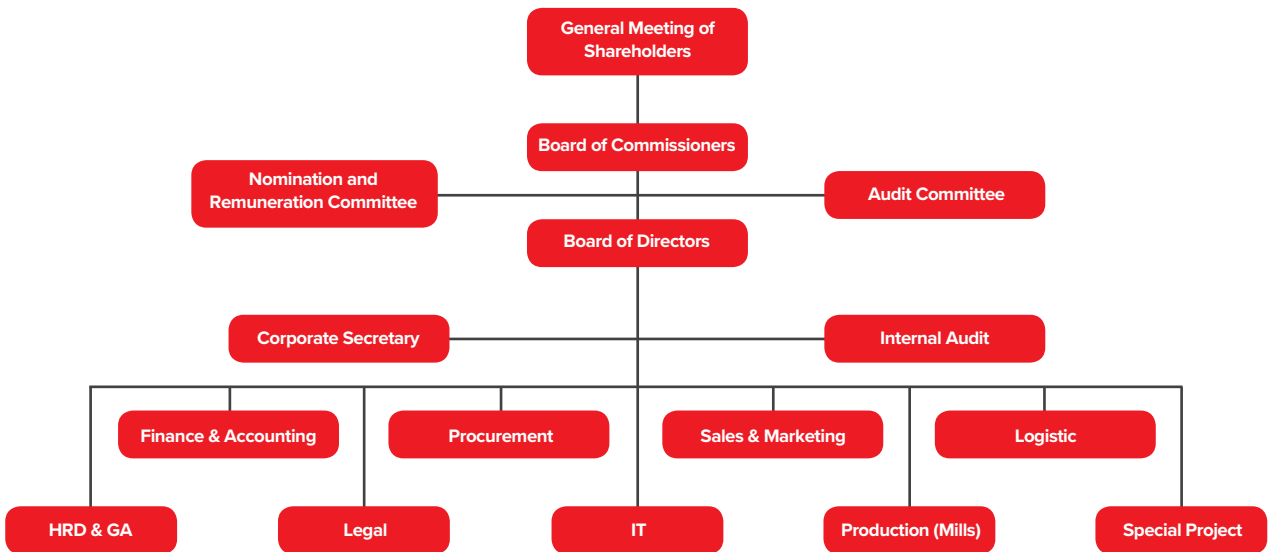 General Meeting of
Shareholders
Board of Commissioners
Nomination and
Remuneration Committee
Audit Committee
Board of Directors
Corporate Secretary
Internal Audit
Finance & Accounting
Procurement
Sales & Marketing
Logistic
HRD & GA
Legal
IT
Production (Mills)
Special Project